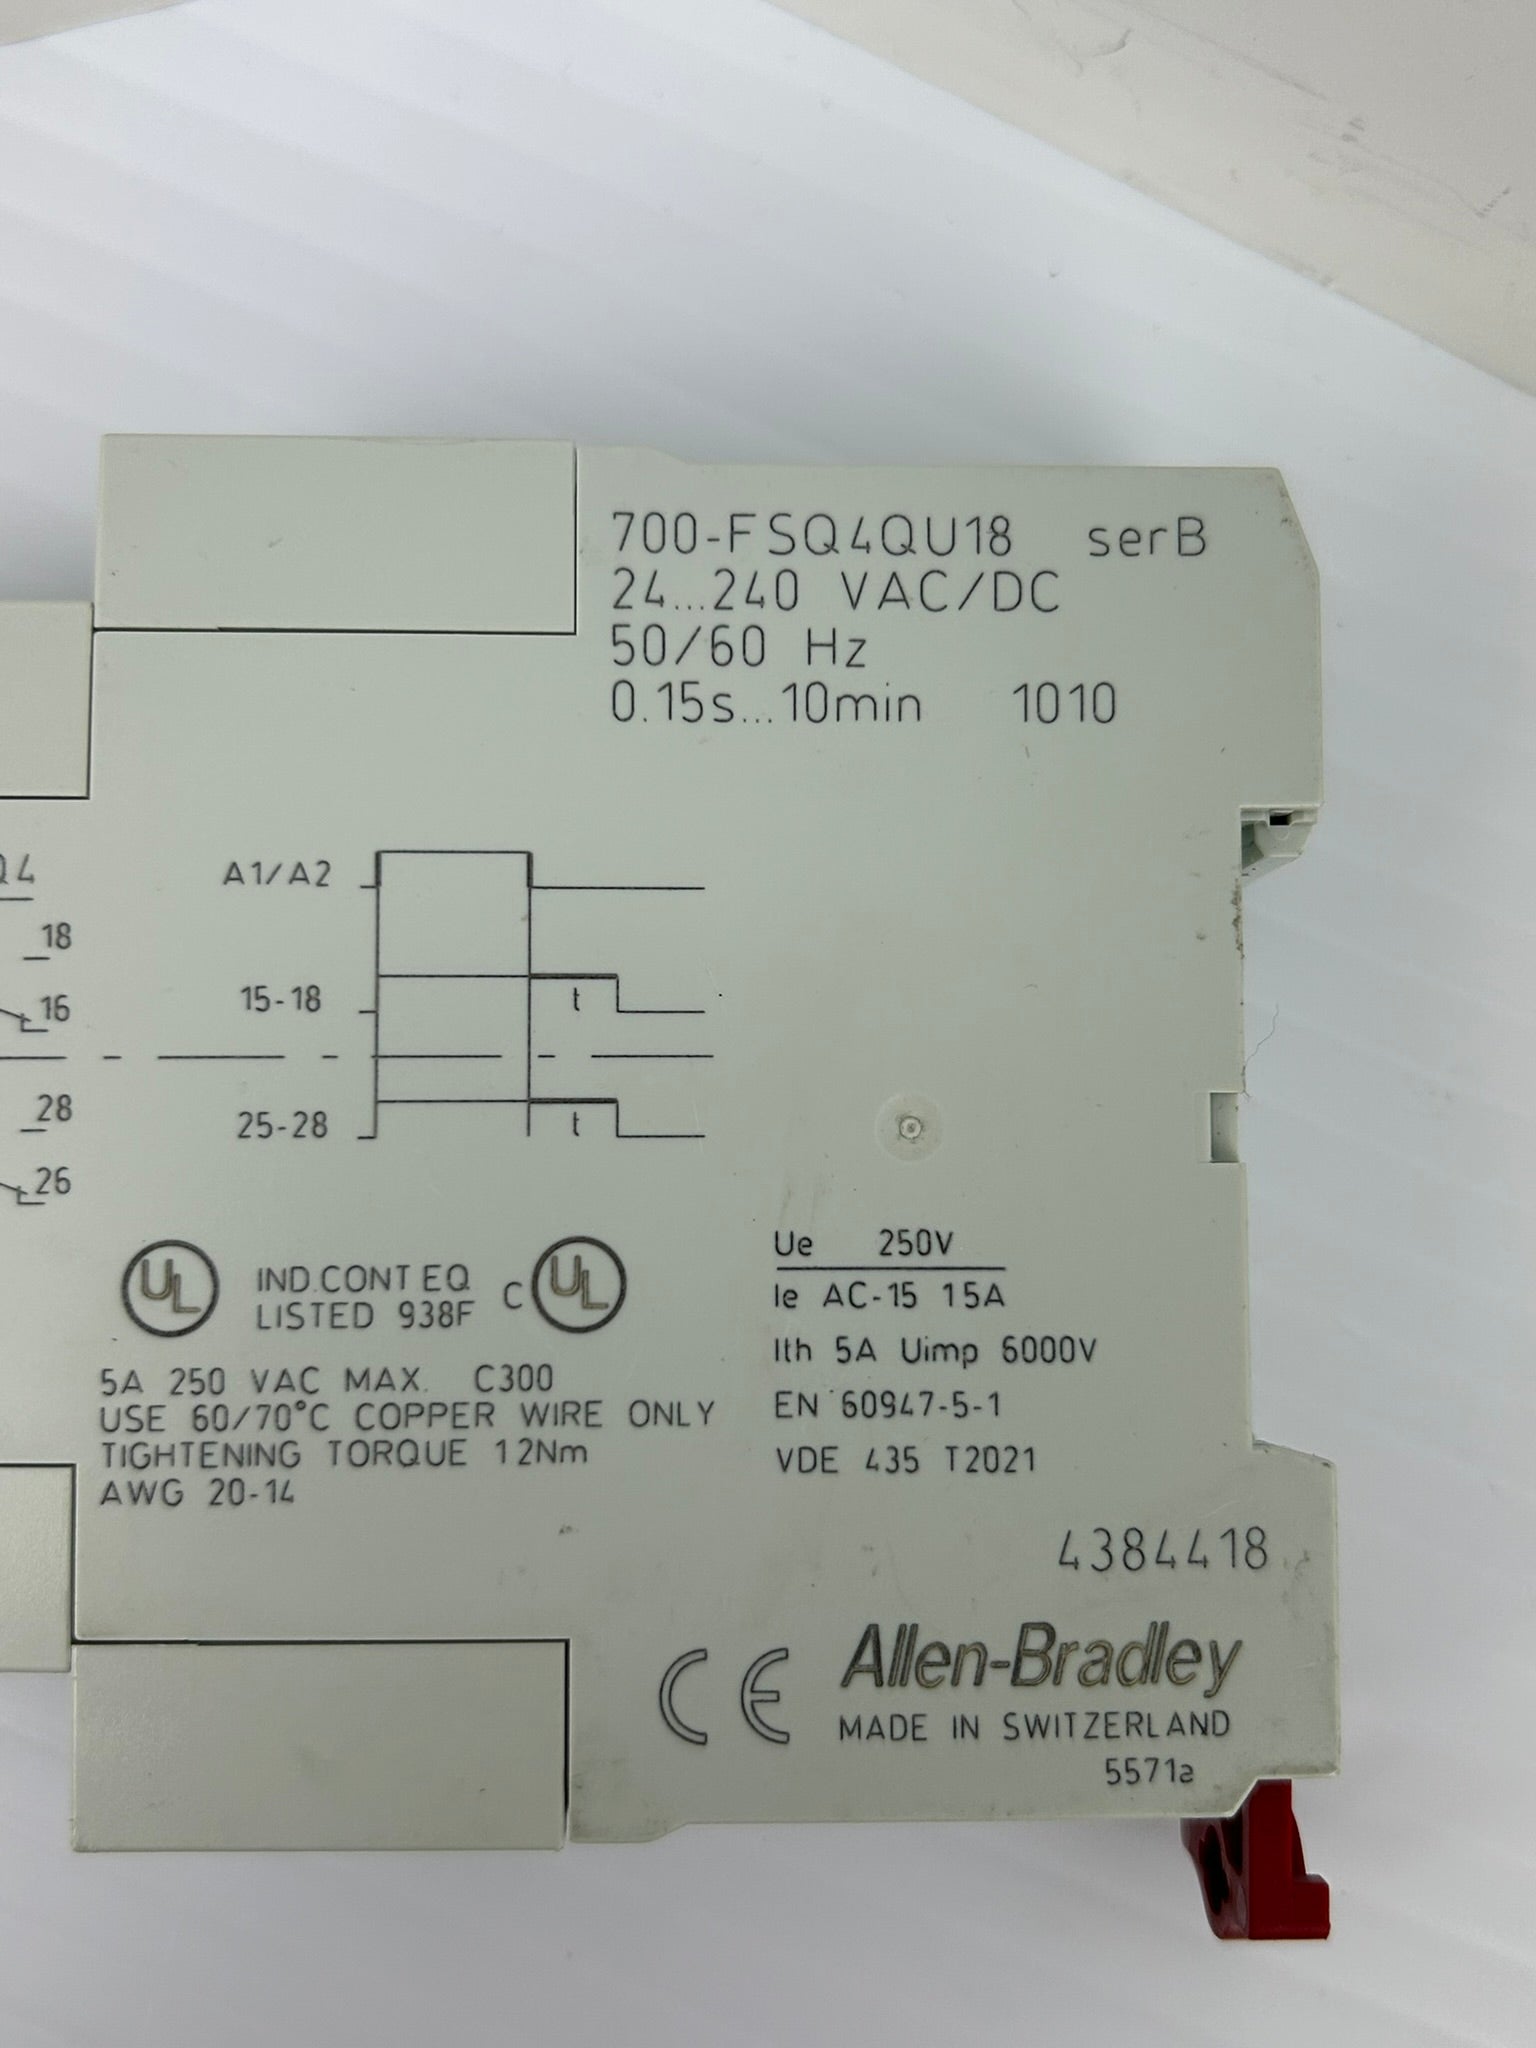 700-FSQ4QU18 serB
24...240 VAC/DC
50/60 Hz
0.15s...10min 1010
Q4
18
16
28
26
A1/A2
15-18
t
25-28
t
UL IND.CONT EQ C UL
LISTED 938F
5A 250 VAC MAX. C300
USE 60/70°C COPPER WIRE ONLY
TIGHTENING TORQUE 1 2Nm
AWG 20-14
Ue 250V
Ie AC-15 1 5A
Ith 5A Uimp 6000V
EN 60947-5-1
VDE 435 T2021
4384418
CE Allen-Bradley
MADE IN SWITZERLAND
5571a